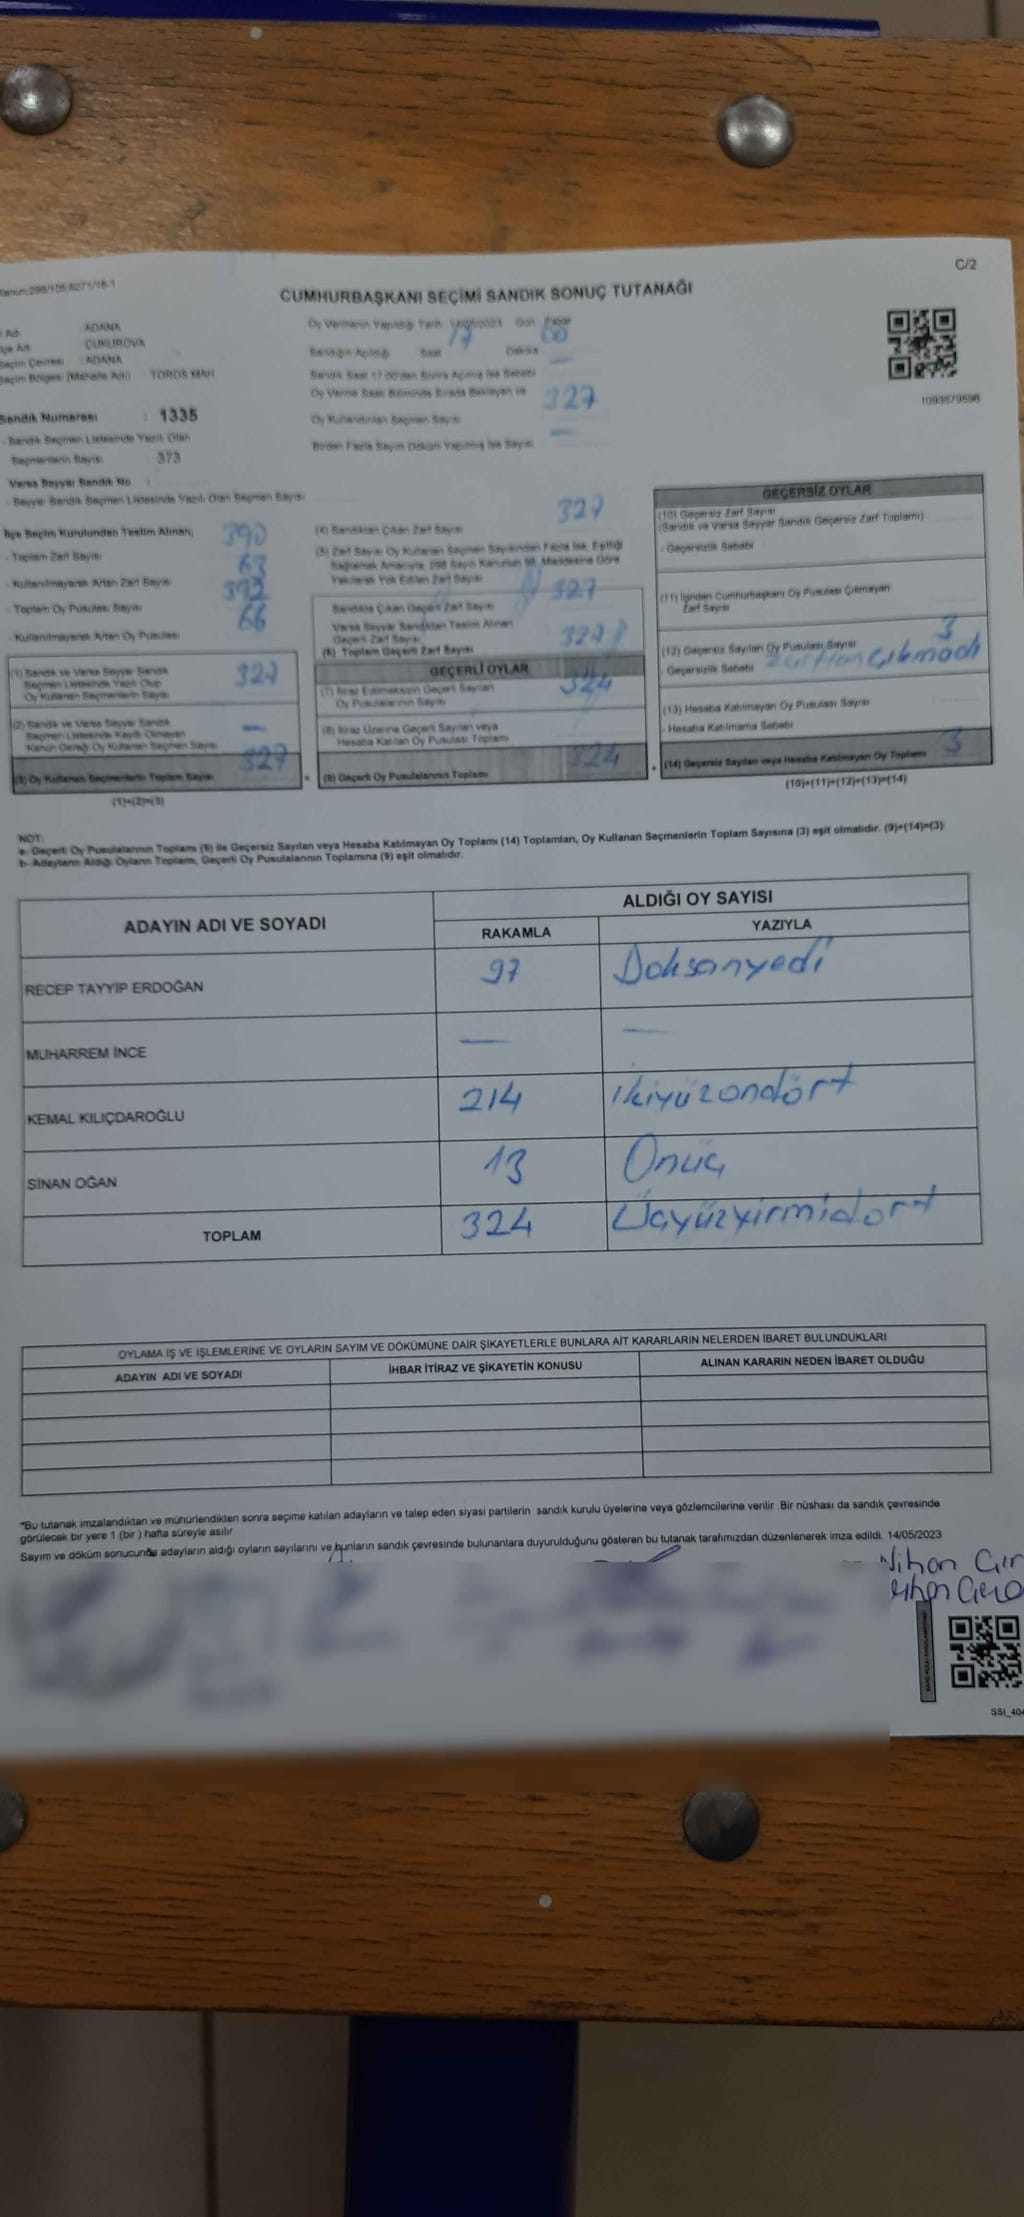 C/2
CUMHURBAŞKANI SEÇİMİ SANDIK SONUÇ TUTANAĞI
ADANA
ÇUKUROVA
Seçim Çevresi : ADANA
Seçim Bölgesi (Mahalle Adı) TOROS MAH
Sandık Numarası : 1335
- Sandık Seçmen Listesinde Yazılı Olan
Seçmenlerin Sayısı : 373
Varsa Seyyar Sandık No :
- Seyyar Sandık Seçmen Listesinde Yazılı Olan Seçmen Sayısı
Oy Vermenin Yapıldığı Tarih 14/05/2023 Gün Pazar
Sandığın Açıldığı Saat 17 Dakika 00
Sandık Saat 17.00'den Sonra Açılmış İse Sebebi —
Oy Verme Saati Bitiminde Sırada Bekleyen ve
Oy Kullandırılan Seçmen Sayısı 327
Birden Fazla Sayım Döküm Yapılmış İse Sayısı —
1093879598
İlçe Seçim Kurulundan Teslim Alınan;
- Toplam Zarf Sayısı 390
- Kullanılmayarak Artan Zarf Sayısı 63
- Toplam Oy Pusulası Sayısı 393
- Kullanılmayarak Artan Oy Pusulası 66
(1) Sandık ve Varsa Seyyar Sandık
Seçmen Listesinde Yazılı Olup
Oy Kullanan Seçmenlerin Sayısı 327
(2) Sandık ve Varsa Seyyar Sandık
Seçmen Listesinde Kayıtlı Olmayan
Kanun Gereği Oy Kullanan Seçmen Sayısı —
(3) Oy Kullanan Seçmenlerin Toplam Sayısı 327
(1)+(2)=(3)
(4) Sandıktan Çıkan Zarf Sayısı 327
(5) Zarf Sayısı Oy Kullanan Seçmen Sayısından Fazla İse, Eşitliği
Sağlamak Amacıyla, 298 Sayılı Kanunun 98. Maddesine Göre
Yakılarak Yok Edilen Zarf Sayısı
Sandıkta Çıkan Geçerli Zarf Sayısı 327
Varsa Seyyar Sandıktan Teslim Alınan
Geçerli Zarf Sayısı
(6) Toplam Geçerli Zarf Sayısı 327
GEÇERLİ OYLAR
(7) İtiraz Edilmeksizin Geçerli Sayılan
Oy Pusulalarının Sayısı 324
(8) İtiraz Üzerine Geçerli Sayılan veya
Hesaba Katılan Oy Pusulası Toplamı
(9) Geçerli Oy Pusulalarının Toplamı 324
GEÇERSİZ OYLAR
(10) Geçersiz Zarf Sayısı
(Sandık ve Varsa Seyyar Sandık Geçersiz Zarf Toplamı)
- Geçersizlik Sebebi
(11) İçinden Cumhurbaşkanı Oy Pusulası Çıkmayan
Zarf Sayısı
(12) Geçersiz Sayılan Oy Pusulası Sayısı 3
Geçersizlik Sebebi zarftan çıkmadı
(13) Hesaba Katılmayan Oy Pusulası Sayısı
- Hesaba Katılmama Sebebi
(14) Geçersiz Sayılan veya Hesaba Katılmayan Oy Toplamı 3
(10)+(11)+(12)+(13)=(14)
NOT:
a- Geçerli Oy Pusulalarının Toplamı (9) ile Geçersiz Sayılan veya Hesaba Katılmayan Oy Toplamı (14) Toplamları, Oy Kullanan Seçmenlerin Toplam Sayısına (3) eşit olmalıdır. (9)+(14)=(3)
b- Adayların Aldığı Oyların Toplamı, Geçerli Oy Pusulalarının Toplamına (9) eşit olmalıdır.
ADAYIN ADI VE SOYADI
ALDIĞI OY SAYISI
RAKAMLA YAZIYLA
RECEP TAYYİP ERDOĞAN 97 Doksanyedi
MUHARREM İNCE — —
KEMAL KILIÇDAROĞLU 214 ikiyüzondört
SİNAN OĞAN 13 Onüç
TOPLAM 324 Üçyüzyirmidört
OYLAMA İŞ VE İŞLEMLERİNE VE OYLARIN SAYIM VE DÖKÜMÜNE DAİR ŞİKAYETLERLE BUNLARA AİT KARARLARIN NELERDEN İBARET BULUNDUKLARI
ADAYIN ADI VE SOYADI İHBAR İTİRAZ VE ŞİKAYETİN KONUSU ALINAN KARARIN NEDEN İBARET OLDUĞU
*Bu tutanak imzalandıktan ve mühürlendikten sonra seçime katılan adayların ve talep eden siyasi partilerin sandık kurulu üyelerine veya gözlemcilerine verilir. Bir nüshası da sandık çevresinde
görülecek bir yere 1 (bir) hafta süreyle asılır.
Sayım ve döküm sonucunda adayların aldığı oyların sayılarını ve bunların sandık çevresinde bulunanlara duyurulduğunu gösteren bu tutanak tarafımızdan düzenlenerek imza edildi. 14/05/2023
Nihan
SSI_404